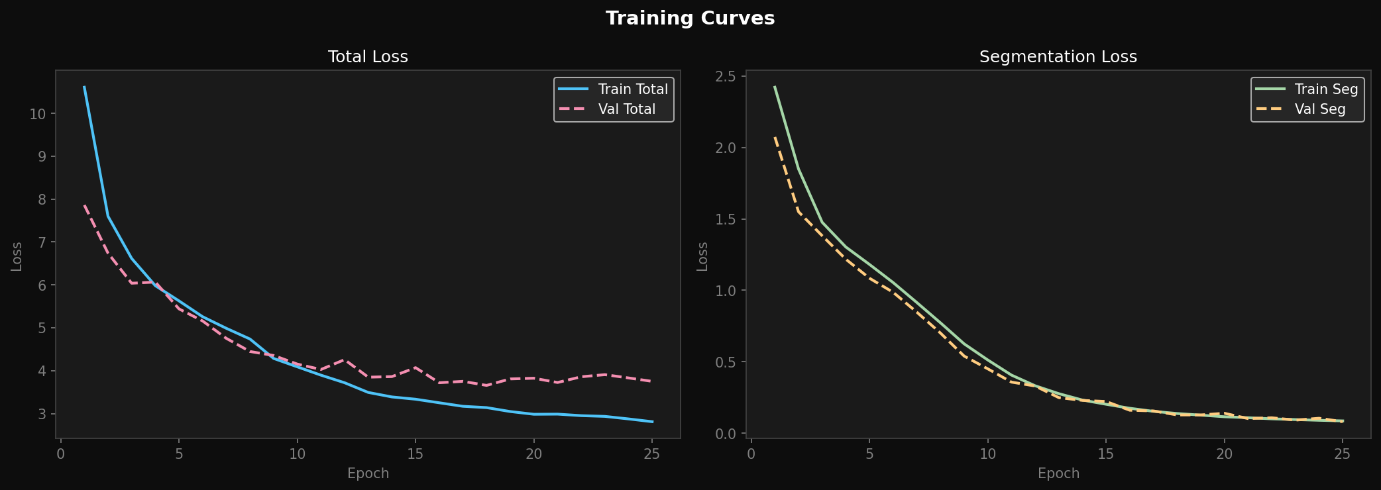 Training Curves
Total Loss
Train Total
Val Total
Loss
10
9
8
7
6
5
4
3
0 5 10 15 20 25
Epoch
Segmentation Loss
Train Seg
Val Seg
Loss
2.5
2.0
1.5
1.0
0.5
0.0
0 5 10 15 20 25
Epoch